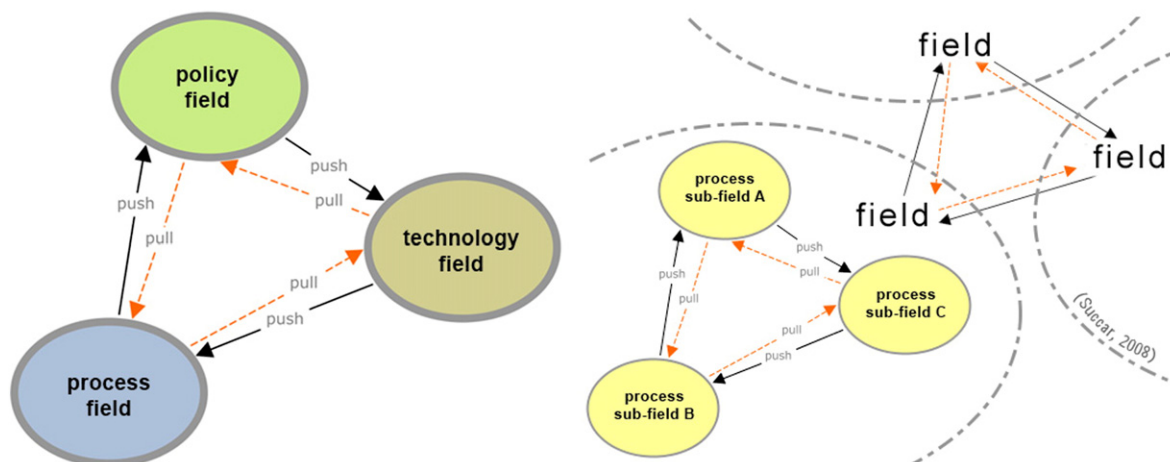 policy
field
push
pull
push
pull
technology
field
pull
push
process
field
field
field
field
process
sub-field A
push
pull
push
pull
process
sub-field C
pull
push
process
sub-field B
(Succar, 2008)